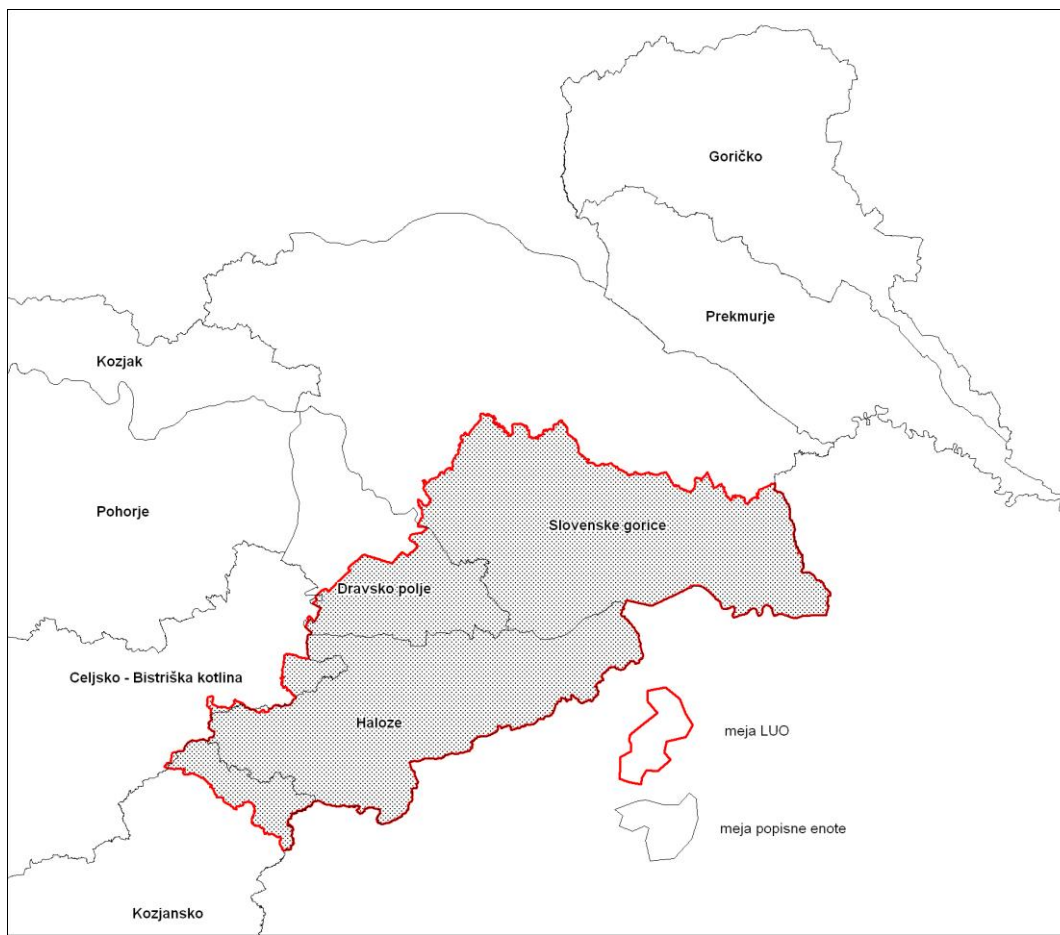 Goričko
Prekmurje
Kozjak
Pohorje
Slovenske gorice
Dravsko polje
Celjsko - Bistriška kotlina
Haloze
meja LUO
meja popisne enote
Kozjansko